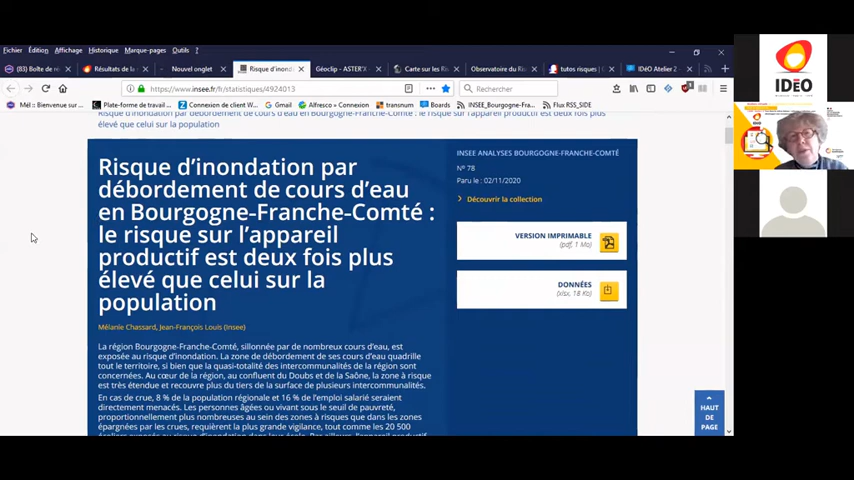 Fichier Édition Affichage Historique Marque-pages Outils ?
(83) Boîte de ré
Résultats de la
Nouvel onglet
Risque d'inond
Géoclip - ASTER
Carte sur les Ri
Observatoire du Ri
tutos risques |
IDéO Atelier 2
https://www.insee.fr/fr/statistiques/4924013
Rechercher
Mél :: Bienvenue sur ...
Plate-forme de travail ...
Connexion de client W...
Gmail
Alfresco » Connexion
transnum
Boards
INSEE_Bourgogne-Fra...
Flux RSS_SIDE
Risque d'inondation par débordement de cours d'eau en Bourgogne-Franche-Comté : le risque sur l'appareil productif est deux fois plus
élevé que celui sur la population
Risque d'inondation par
débordement de cours d'eau
en Bourgogne-Franche-Comté :
le risque sur l'appareil
productif est deux fois plus
élevé que celui sur la
population
Mélanie Chassard, Jean-François Louis (Insee)
La région Bourgogne-Franche-Comté, sillonnée par de nombreux cours d'eau, est
exposée au risque d'inondation. La zone de débordement de ses cours d'eau quadrille
tout le territoire, si bien que la quasi-totalité des intercommunalités de la région sont
concernées. Au cœur de la région, au confluent du Doubs et de la Saône, la zone à risque
est très étendue et recouvre plus du tiers de la surface de plusieurs intercommunalités.
En cas de crue, 8 % de la population régionale et 16 % de l'emploi salarié seraient
directement menacés. Les personnes âgées ou vivant sous le seuil de pauvreté,
proportionnellement plus nombreuses au sein des zones à risques que dans les zones
épargnées par les crues, requièrent la plus grande vigilance, tout comme les 20 500
INSEE ANALYSES BOURGOGNE-FRANCHE-COMTÉ
N° 78
Paru le : 02/11/2020
Découvrir la collection
VERSION IMPRIMABLE
(pdf, 1 Mo)
DONNÉES
(xlsx, 18 Ko)
HAUT
DE
PAGE
IDéO